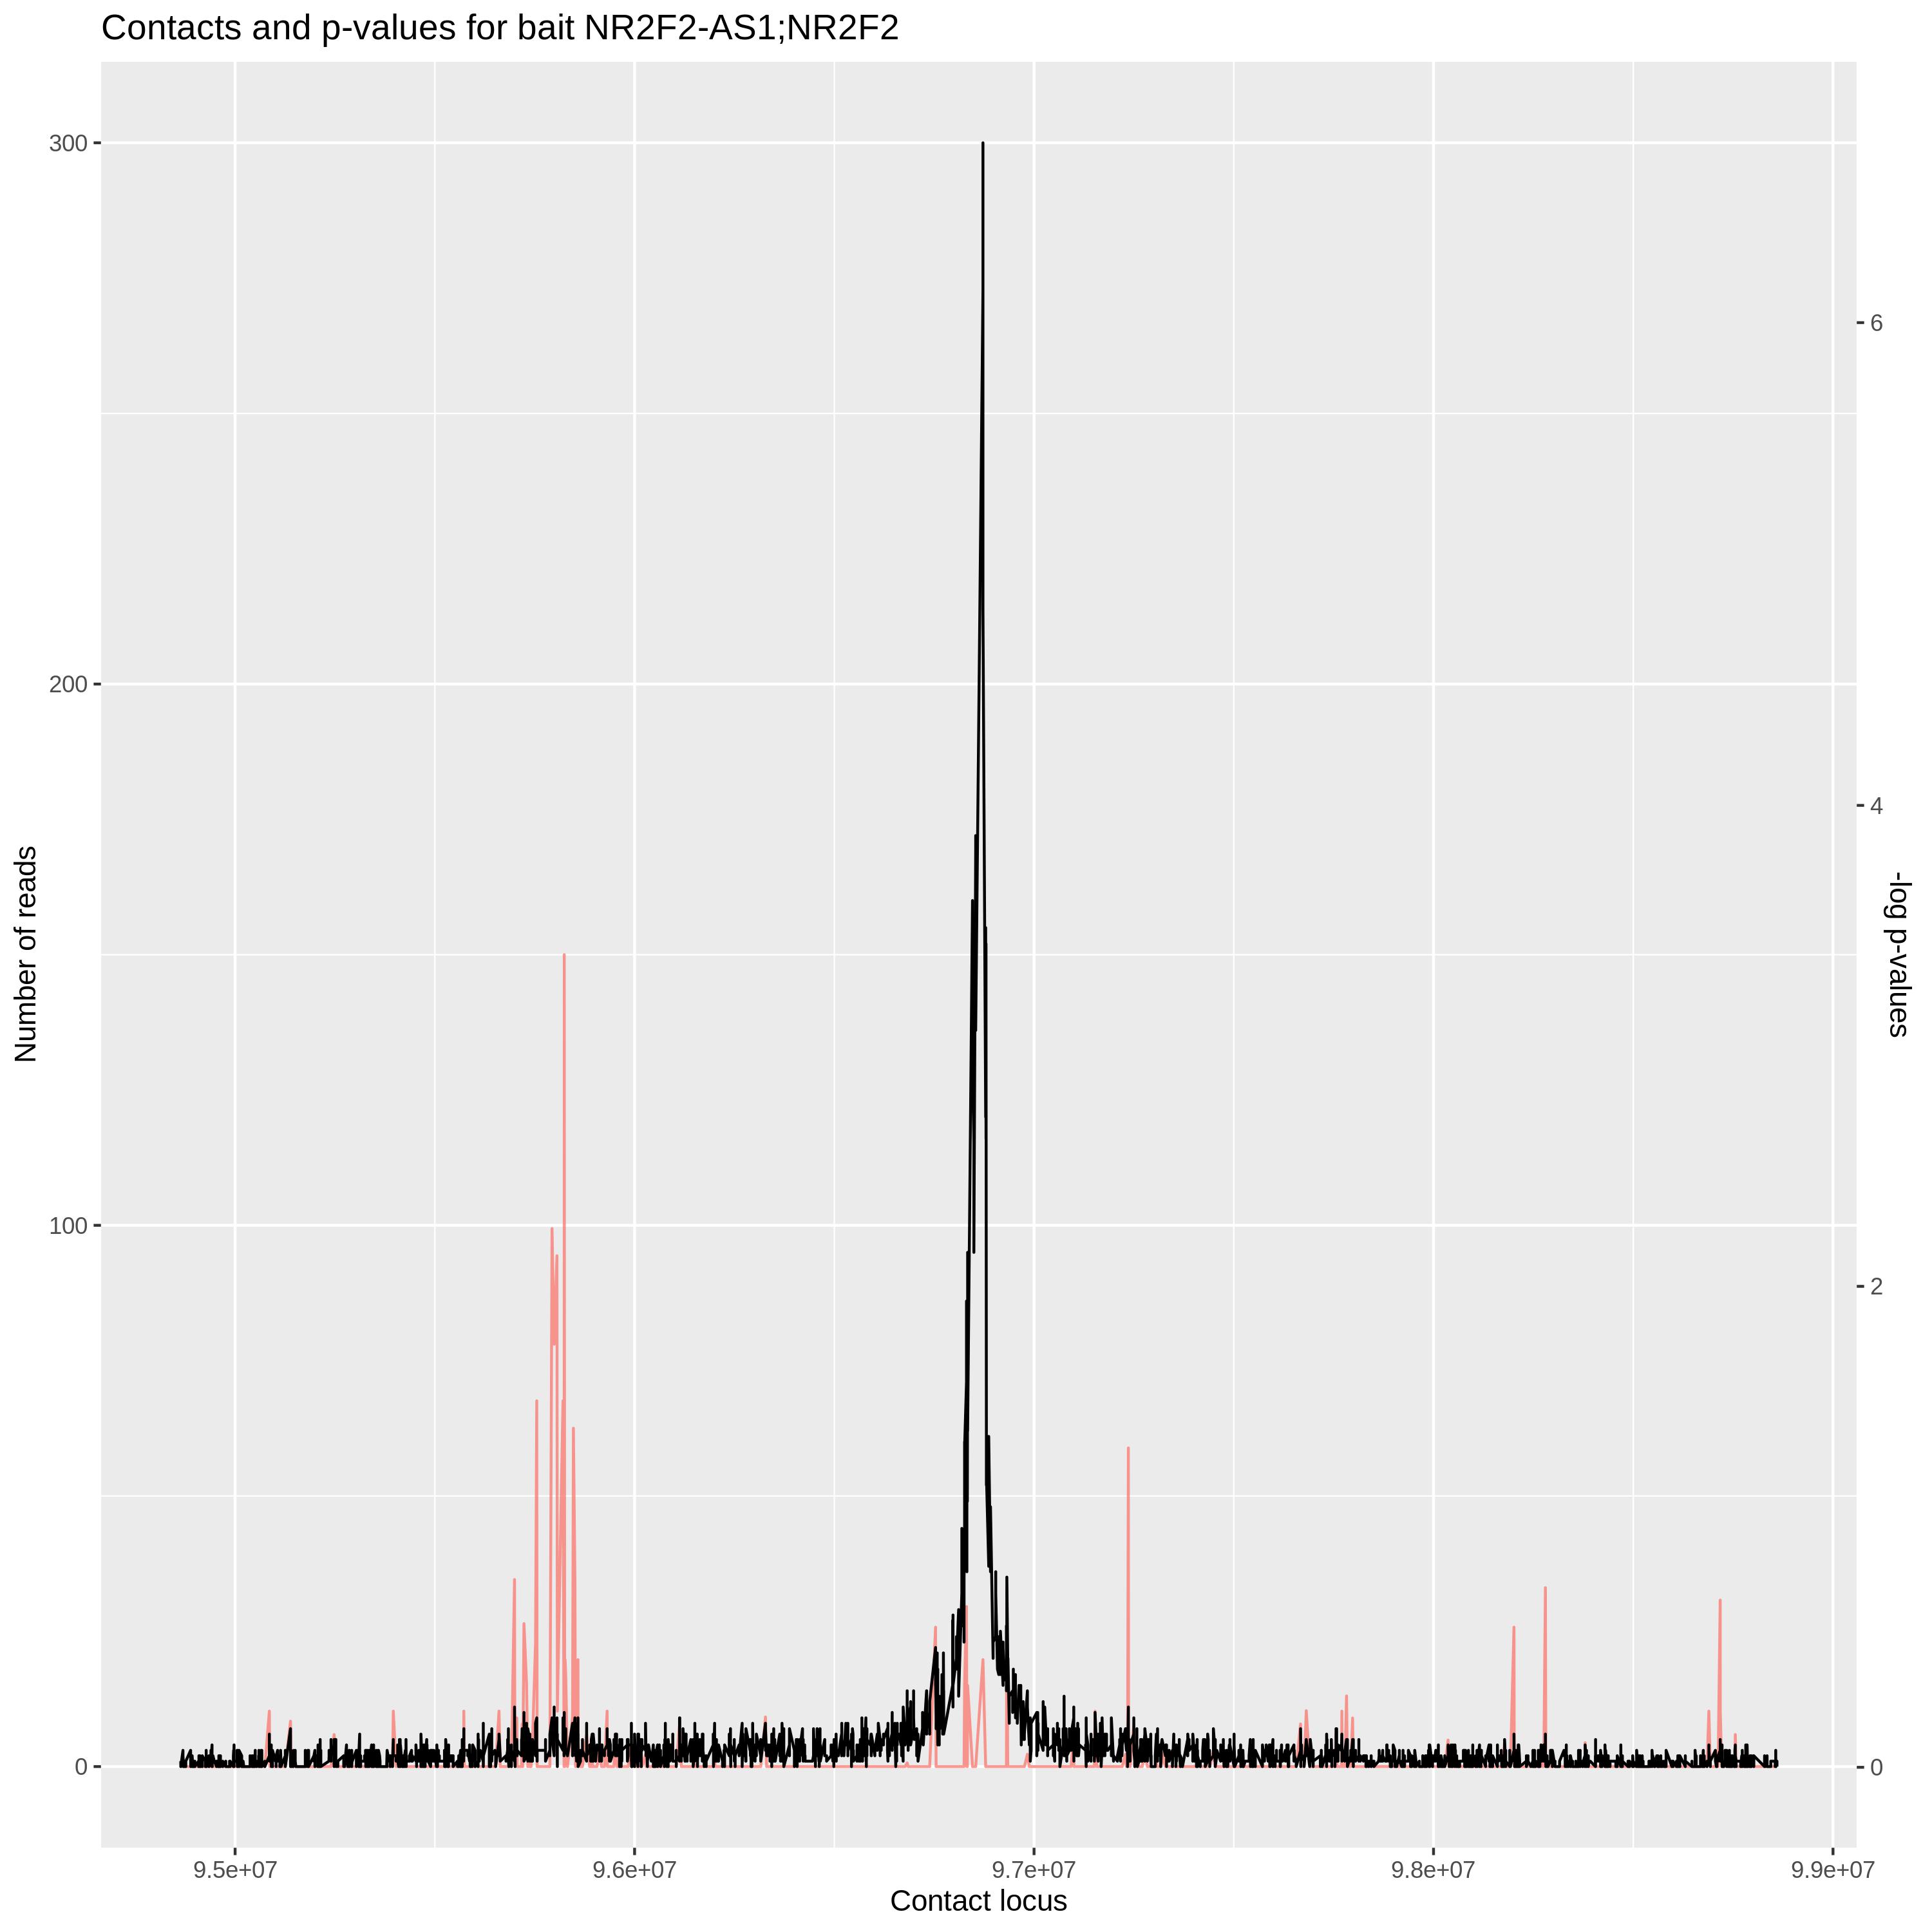 Contacts and p-values for bait NR2F2-AS1;NR2F2
300
200
100
0
Number of reads
6
4
2
0
-log p-values
9.5e+07
9.6e+07
9.7e+07
9.8e+07
9.9e+07
Contact locus